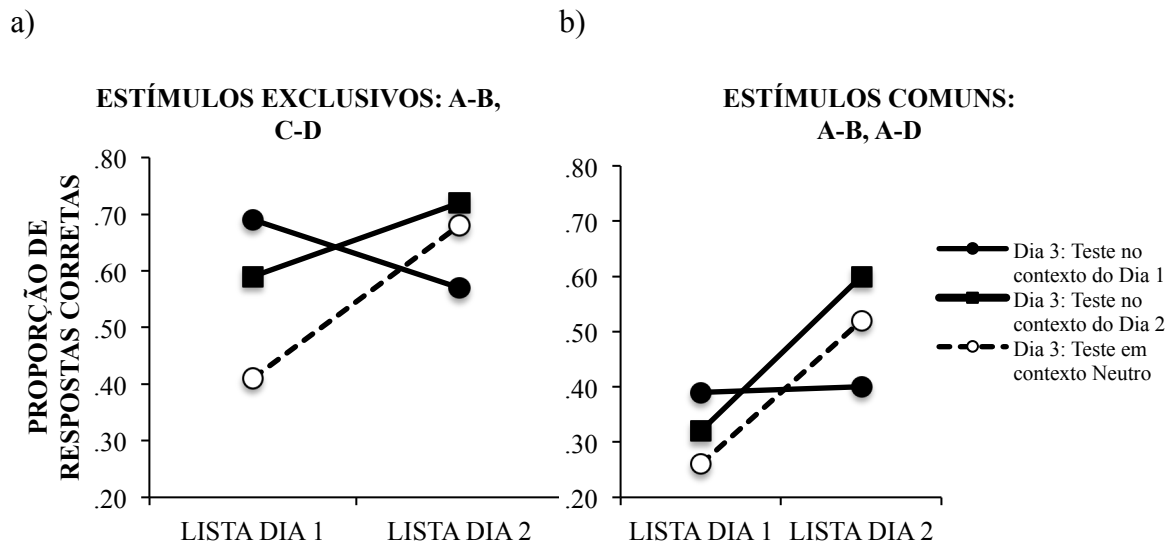 a)
b)
ESTÍMULOS EXCLUSIVOS: A-B,
C-D
ESTÍMULOS COMUNS:
A-B, A-D
PROPORÇÃO DE
RESPOSTAS CORRETAS
.80
.70
.60
.50
.40
.30
.20
LISTA DIA 1
LISTA DIA 2
.80
.70
.60
.50
.40
.30
.20
LISTA DIA 1
LISTA DIA 2
Dia 3: Teste no
contexto do Dia 1
Dia 3: Teste no
contexto do Dia 2
Dia 3: Teste em
contexto Neutro